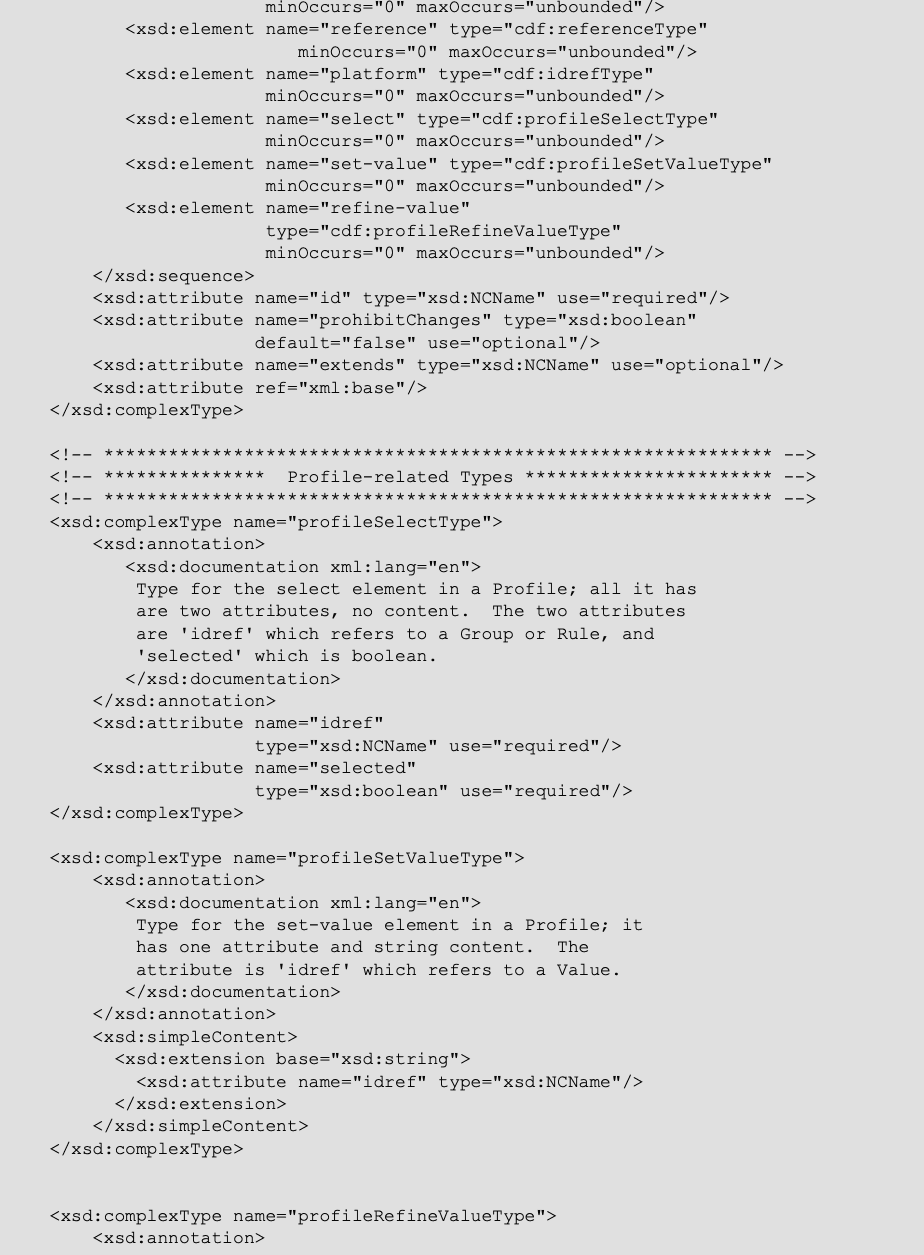 minOccurs="0" maxOccurs="unbounded"/>
<xsd:element name="reference" type="cdf:referenceType"
minOccurs="0" maxOccurs="unbounded"/>
<xsd:element name="platform" type="cdf:idrefType"
minOccurs="0" maxOccurs="unbounded"/>
<xsd:element name="select" type="cdf:profileSelectType"
minOccurs="0" maxOccurs="unbounded"/>
<xsd:element name="set-value" type="cdf:profileSetValueType"
minOccurs="0" maxOccurs="unbounded"/>
<xsd:element name="refine-value"
type="cdf:profileRefineValueType"
minOccurs="0" maxOccurs="unbounded"/>
</xsd:sequence>
<xsd:attribute name="id" type="xsd:NCName" use="required"/>
<xsd:attribute name="prohibitChanges" type="xsd:boolean"
default="false" use="optional"/>
<xsd:attribute name="extends" type="xsd:NCName" use="optional"/>
<xsd:attribute ref="xml:base"/>
</xsd:complexType>
<!-- ************************************************************** -->
<!-- ***************  Profile-related Types *********************** -->
<!-- ************************************************************** -->
<xsd:complexType name="profileSelectType">
<xsd:annotation>
<xsd:documentation xml:lang="en">
Type for the select element in a Profile; all it has
are two attributes, no content.  The two attributes
are 'idref' which refers to a Group or Rule, and
'selected' which is boolean.
</xsd:documentation>
</xsd:annotation>
<xsd:attribute name="idref"
type="xsd:NCName" use="required"/>
<xsd:attribute name="selected"
type="xsd:boolean" use="required"/>
</xsd:complexType>
<xsd:complexType name="profileSetValueType">
<xsd:annotation>
<xsd:documentation xml:lang="en">
Type for the set-value element in a Profile; it
has one attribute and string content.  The
attribute is 'idref' which refers to a Value.
</xsd:documentation>
</xsd:annotation>
<xsd:simpleContent>
<xsd:extension base="xsd:string">
<xsd:attribute name="idref" type="xsd:NCName"/>
</xsd:extension>
</xsd:simpleContent>
</xsd:complexType>
<xsd:complexType name="profileRefineValueType">
<xsd:annotation>